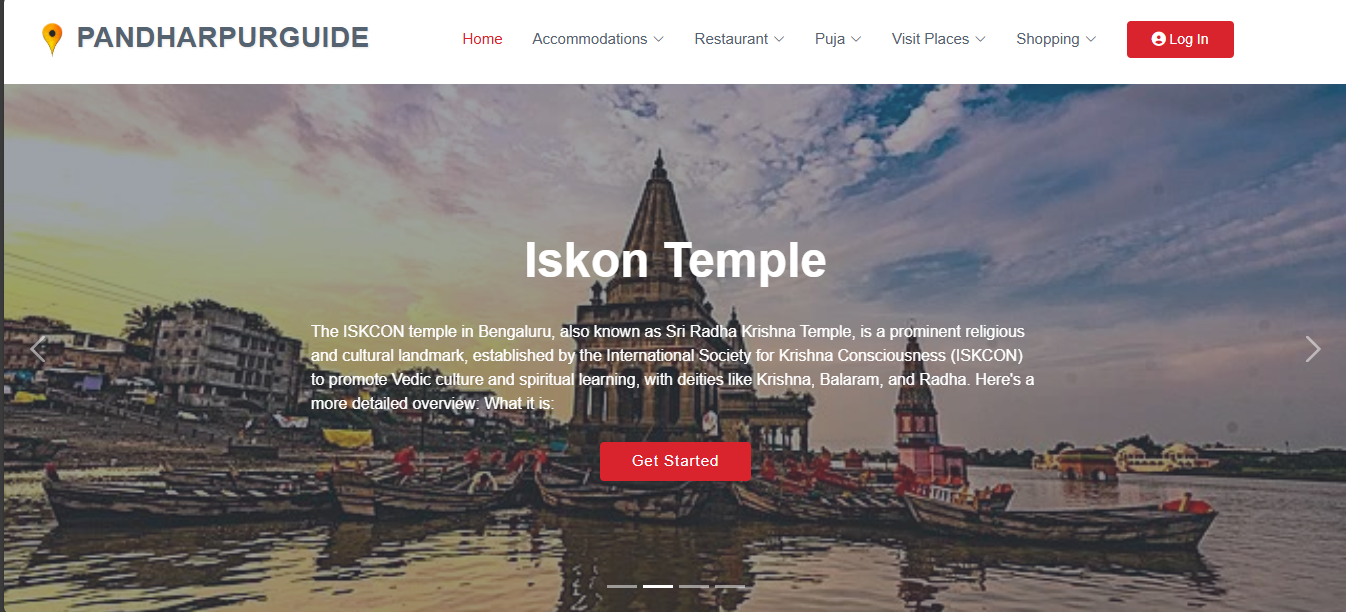 PANDHARPURGUIDE
Home Accommodations Restaurant Puja Visit Places Shopping Log In
Iskon Temple
The ISKCON temple in Bengaluru, also known as Sri Radha Krishna Temple, is a prominent religious
and cultural landmark, established by the International Society for Krishna Consciousness (ISKCON)
to promote Vedic culture and spiritual learning, with deities like Krishna, Balaram, and Radha. Here's a
more detailed overview: What it is:
Get Started